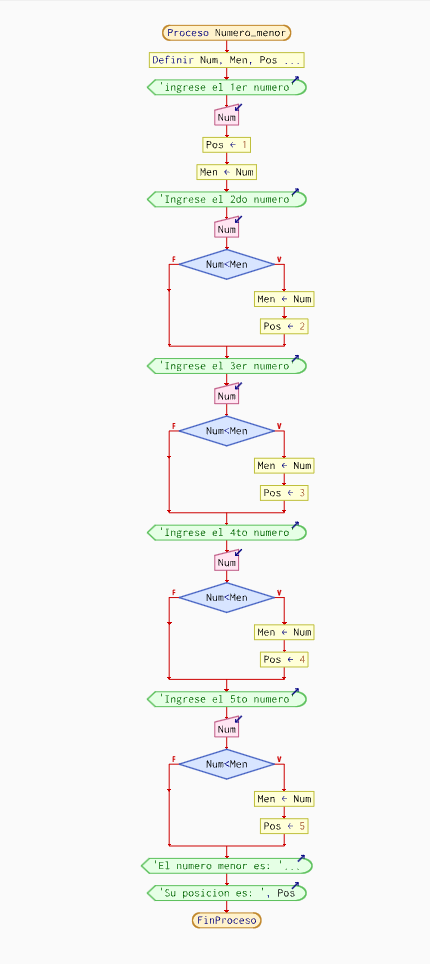 Proceso Numero_menor
Definir Num, Men, Pos ...
'ingrese el 1er numero'
Num
Pos ← 1
Men ← Num
'Ingrese el 2do numero'
Num
F
V
Num<Men
Men ← Num
Pos ← 2
'Ingrese el 3er numero'
Num
F
V
Num<Men
Men ← Num
Pos ← 3
'Ingrese el 4to numero'
Num
F
V
Num<Men
Men ← Num
Pos ← 4
'Ingrese el 5to numero'
Num
F
V
Num<Men
Men ← Num
Pos ← 5
'El numero menor es: '...
'Su posicion es: ', Pos
FinProceso